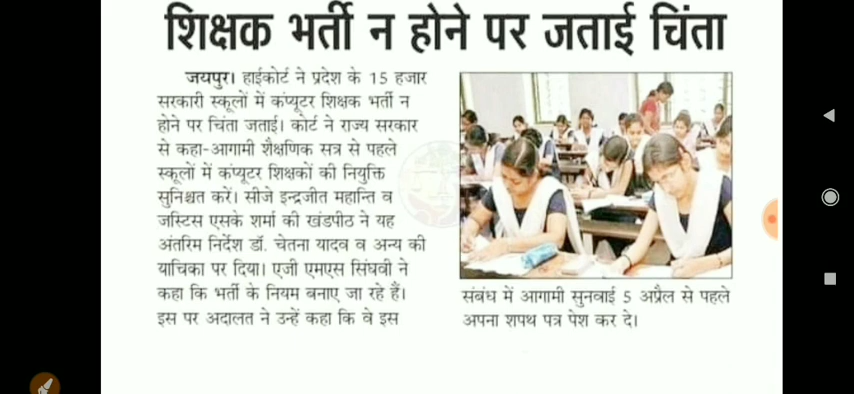 शिक्षक भर्ती न होने पर जताई चिंता
जयपुर। हाईकोर्ट ने प्रदेश के 15 हजार
सरकारी स्कूलों में कंप्यूटर शिक्षक भर्ती न
होने पर चिंता जताई। कोर्ट ने राज्य सरकार
से कहा-आगामी शैक्षणिक सत्र से पहले
स्कूलों में कंप्यूटर शिक्षकों की नियुक्ति
सुनिश्चत करें। सीजे इन्द्रजीत महान्ति व
जस्टिस एसके शर्मा की खंडपीठ ने यह
अंतरिम निर्देश डॉ. चेतना यादव व अन्य की
याचिका पर दिया। एजी एमएस सिंघवी ने
कहा कि भर्ती के नियम बनाए जा रहे हैं।
इस पर अदालत ने उन्हें कहा कि वे इस
संबंध में आगामी सुनवाई 5 अप्रैल से पहले
अपना शपथ पत्र पेश कर दे।